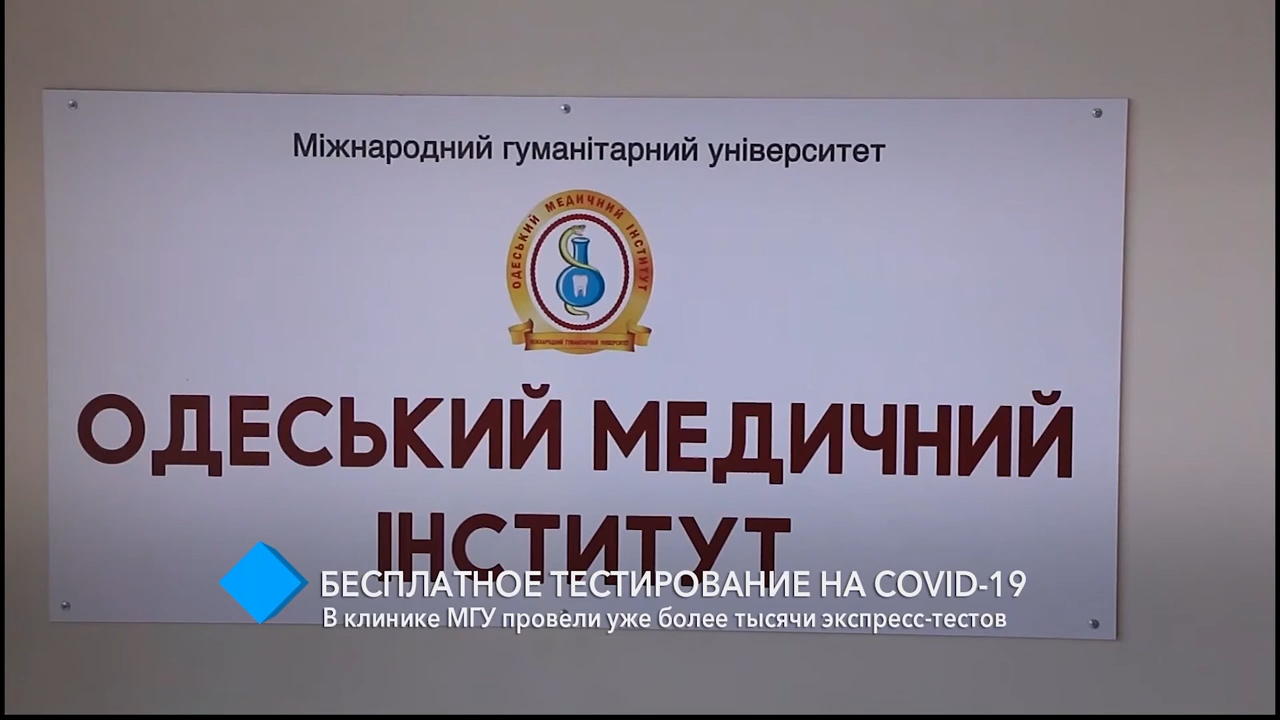 Міжнародний гуманітарний університет
ОДЕСЬКИЙ МЕДИЧНИЙ ІНСТИТУТ
МІЖНАРОДНИЙ ГУМАНІТАРНИЙ УНІВЕРСИТЕТ
ОДЕСЬКИЙ МЕДИЧНИЙ
ІНСТИТУТ
БЕСПЛАТНОЕ ТЕСТИРОВАНИЕ НА COVID-19
В клинике МГУ провели уже более тысячи экспресс-тестов